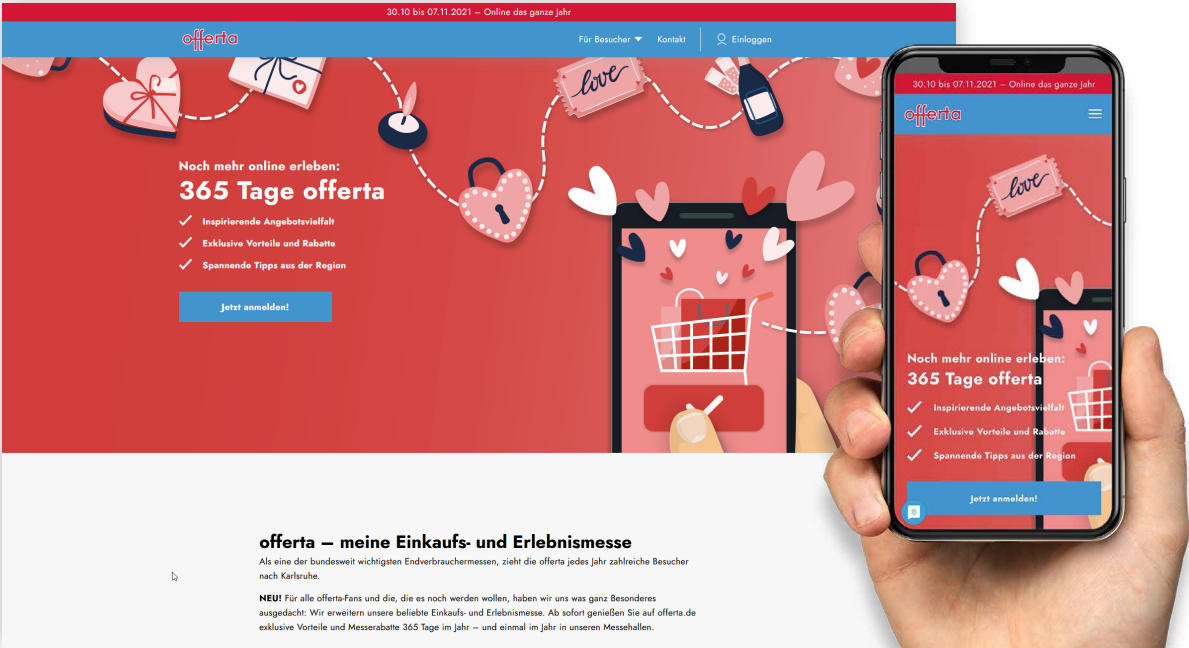 30.10 bis 07.11.2021 – Online das ganze Jahr
offerta
Für Besucher
Kontakt
Einloggen
love
Noch mehr online erleben:
365 Tage offerta
Inspirierende Angebotsvielfalt
Exklusive Vorteile und Rabatte
Spannende Tipps aus der Region
Jetzt anmelden!
offerta – meine Einkaufs- und Erlebnismesse
Als eine der bundesweit wichtigsten Endverbrauchermessen, zieht die offerta jedes Jahr zahlreiche Besucher
nach Karlsruhe.
NEU! Für alle offerta-Fans und die, die es noch werden wollen, haben wir uns was ganz Besonderes
ausgedacht: Wir erweitern unsere beliebte Einkaufs- und Erlebnismesse. Ab sofort genießen Sie auf offerta.de
exklusive Vorteile und Messerabatte 365 Tage im Jahr – und einmal im Jahr in unseren Messehallen.
30.10 bis 07.11.2021 – Online das ganze Jahr
offerta
love
Noch mehr online erleben:
365 Tage offerta
Inspirierende Angebotsvielfalt
Exklusive Vorteile und Rabatte
Spannende Tipps aus der Region
Jetzt anmelden!